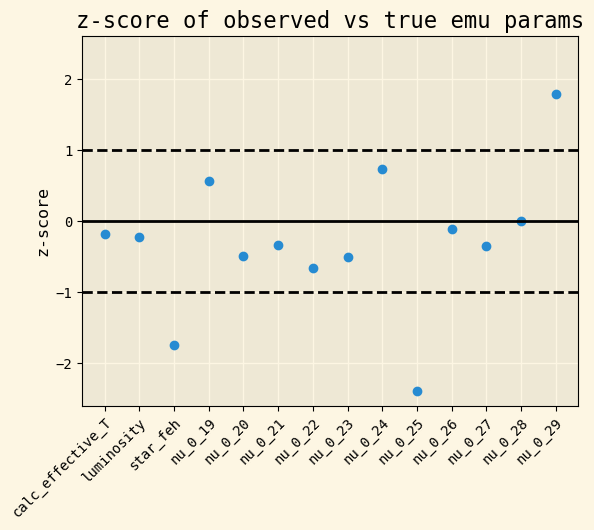 z-score of observed vs true emu params
z-score
2
1
0
−1
−2
calc_effective_T
luminosity
star_feh
nu_0_19
nu_0_20
nu_0_21
nu_0_22
nu_0_23
nu_0_24
nu_0_25
nu_0_26
nu_0_27
nu_0_28
nu_0_29